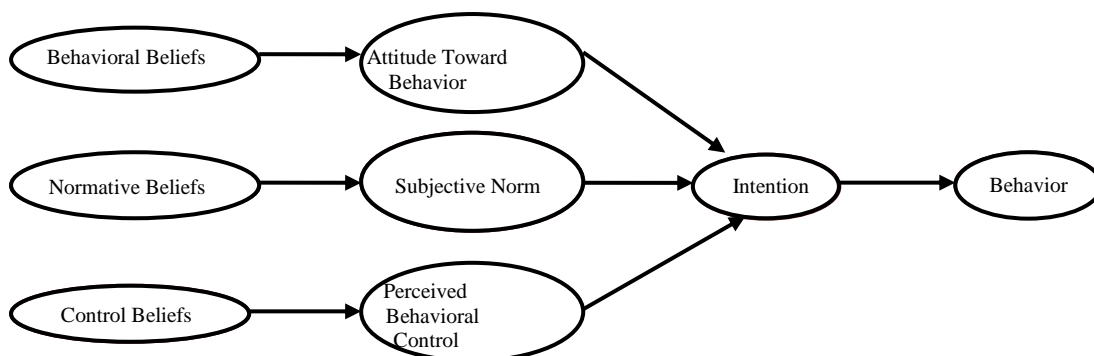 Behavioral Beliefs
Attitude Toward
Behavior
Normative Beliefs
Subjective Norm
Intention
Behavior
Control Beliefs
Perceived
Behavioral
Control